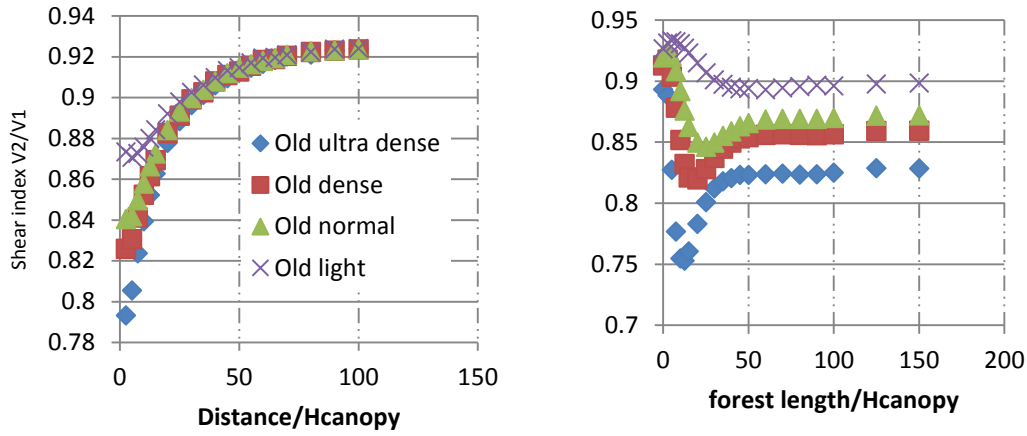 0.94
0.92
0.9
0.88
0.86
0.84
0.82
0.8
0.78
Shear index V2/V1
0 50 100 150
Distance/Hcanopy
Old ultra dense
Old dense
Old normal
Old light
0.95
0.9
0.85
0.8
0.75
0.7
0 50 100 150 200
forest length/Hcanopy